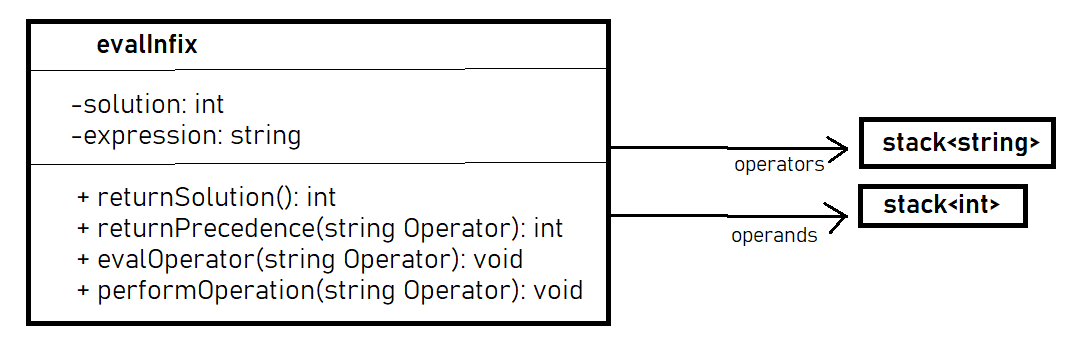 evalInfix
-solution: int
-expression: string
+ returnSolution(): int
+ returnPrecedence(string Operator): int
+ evalOperator(string Operator): void
+ performOperation(string Operator): void
operators
stack<string>
operands
stack<int>